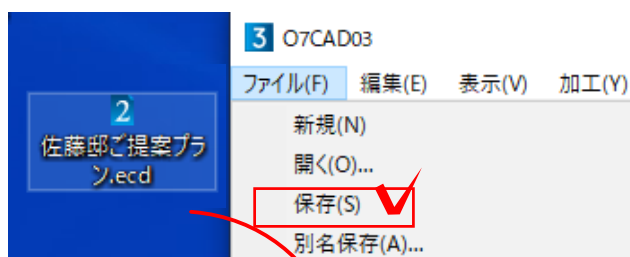 2
佐藤邸ご提案プラ
ン.ecd
3 O7CAD03
ファイル(F) 編集(E) 表示(V) 加工(Y)
新規(N)
開く(O)...
保存(S)
別名保存(A)...